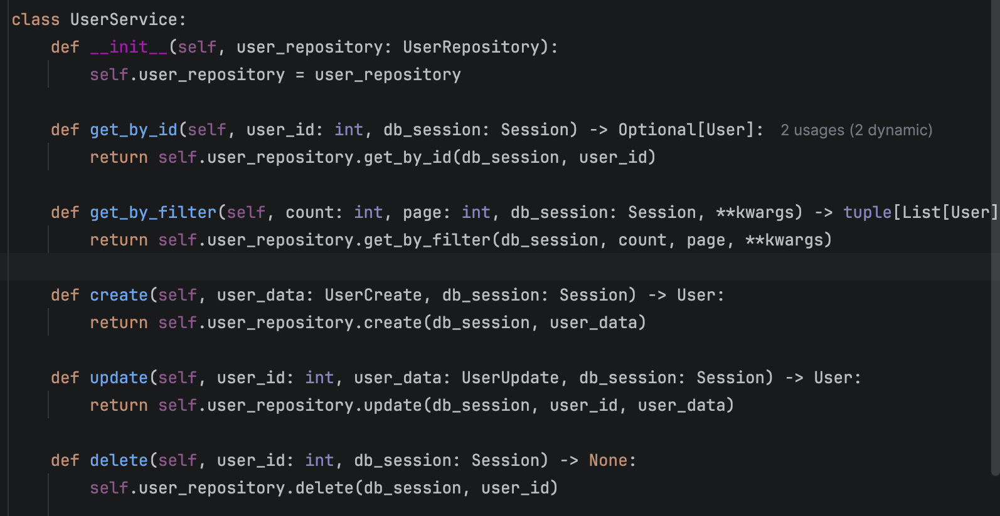 class UserService:
    def __init__(self, user_repository: UserRepository):
        self.user_repository = user_repository

    def get_by_id(self, user_id: int, db_session: Session) -> Optional[User]:  2 usages (2 dynamic)
        return self.user_repository.get_by_id(db_session, user_id)

    def get_by_filter(self, count: int, page: int, db_session: Session, **kwargs) -> tuple[List[User]
        return self.user_repository.get_by_filter(db_session, count, page, **kwargs)

    def create(self, user_data: UserCreate, db_session: Session) -> User:
        return self.user_repository.create(db_session, user_data)

    def update(self, user_id: int, user_data: UserUpdate, db_session: Session) -> User:
        return self.user_repository.update(db_session, user_id, user_data)

    def delete(self, user_id: int, db_session: Session) -> None:
        self.user_repository.delete(db_session, user_id)